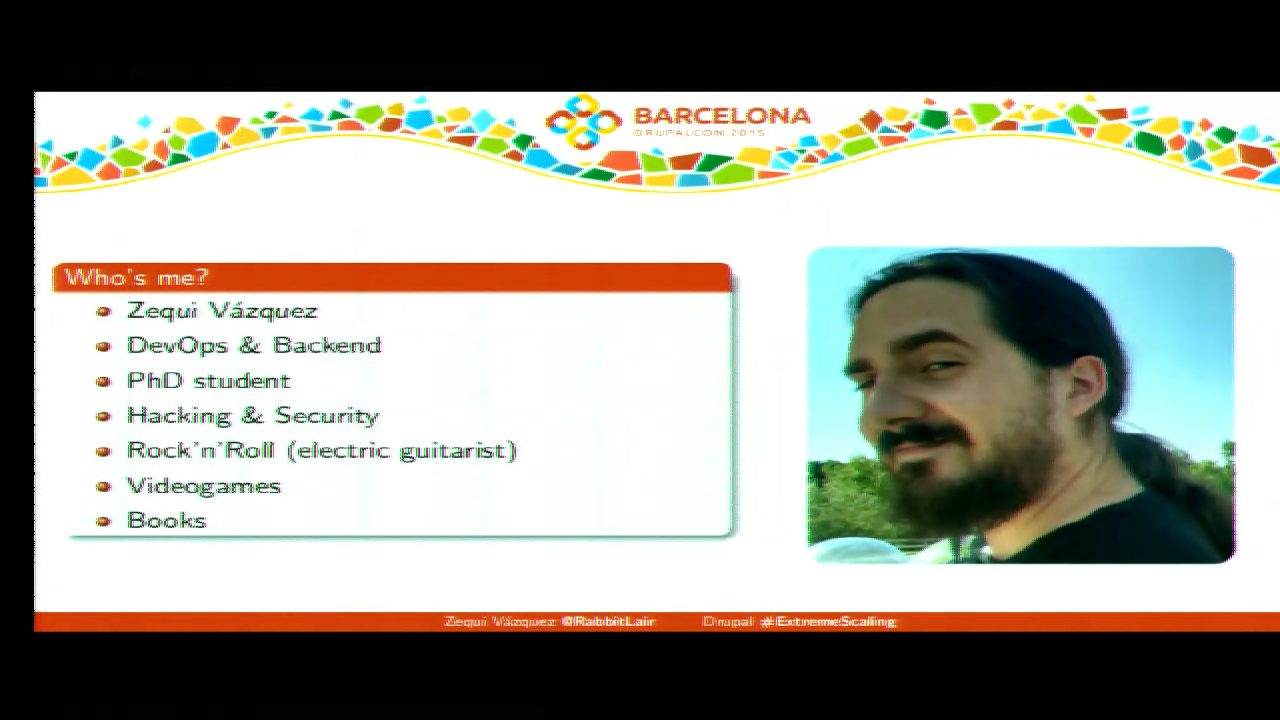 BARCELONA
DRUPALCON 2015
Who's me?
Zequi Vázquez
DevOps & Backend
PhD student
Hacking & Security
Rock'n'Roll (electric guitarist)
Videogames
Books
Zequi Vázquez @RabbitLair Drupal #ExtremeScaling